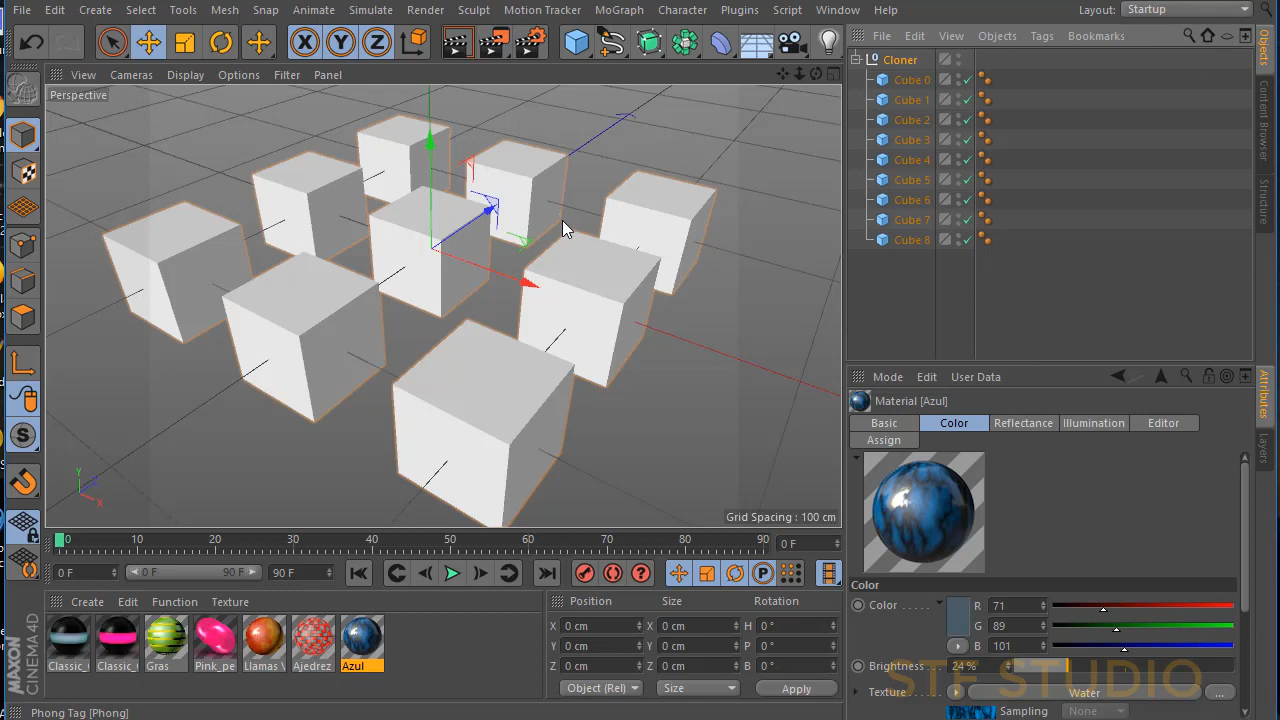 File Edit Create Select Tools Mesh Snap Animate Simulate Render Sculpt Motion Tracker MoGraph Character Plugins Script Window Help Layout: Startup
X Y Z
File Edit View Objects Tags Bookmarks
View Cameras Display Options Filter Panel
Perspective
Cloner
Cube 0
Cube 1
Cube 2
Cube 3
Cube 4
Cube 5
Cube 6
Cube 7
Cube 8
Objects
Content Browser
Structure
Y
X
Grid Spacing : 100 cm
Mode Edit User Data
Material [Azul]
Basic Color Reflectance Illumination Editor
Assign
Attributes
Layers
0 10 20 30 40 50 60 70 80 90 0 F
0 F 0 F 90 F 90 F
P
Create Edit Function Texture
Classic_ Classic_ Gras Pink_pe Llamas Ajedrez Azul
Position Size Rotation
X 0 cm X 0 cm H 0 °
Y 0 cm Y 0 cm P 0 °
Z 0 cm Z 0 cm B 0 °
Object (Rel) Size Apply
Color
Color R 71
G 89
B 101
Brightness 24 %
Texture Water ...
Sampling None
STF STUDIO
MAXON
CINEMA 4D
Phong Tag [Phong]